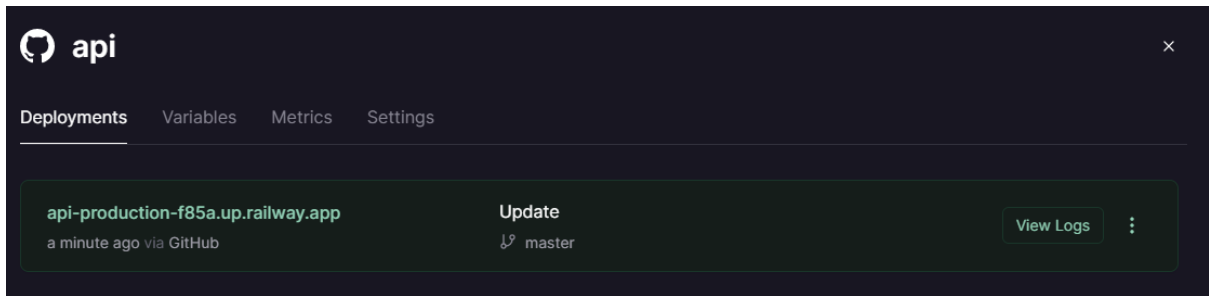 api
Deployments Variables Metrics Settings
api-production-f85a.up.railway.app
a minute ago via GitHub
Update
master
View Logs